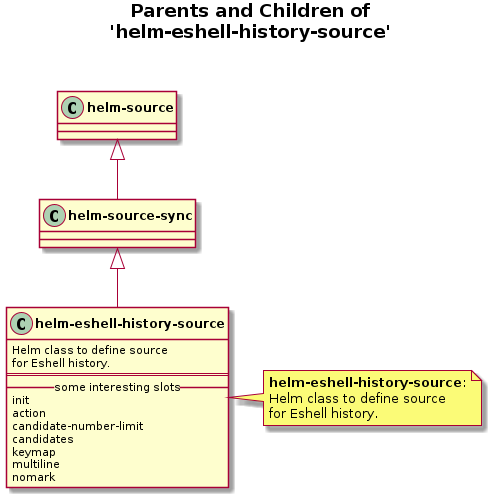 Parents and Children of
'helm-eshell-history-source'
C helm-source
C helm-source-sync
C helm-eshell-history-source
Helm class to define source
for Eshell history.
some interesting slots
init
action
candidate-number-limit
candidates
keymap
multiline
nomark
helm-eshell-history-source:
Helm class to define source
for Eshell history.